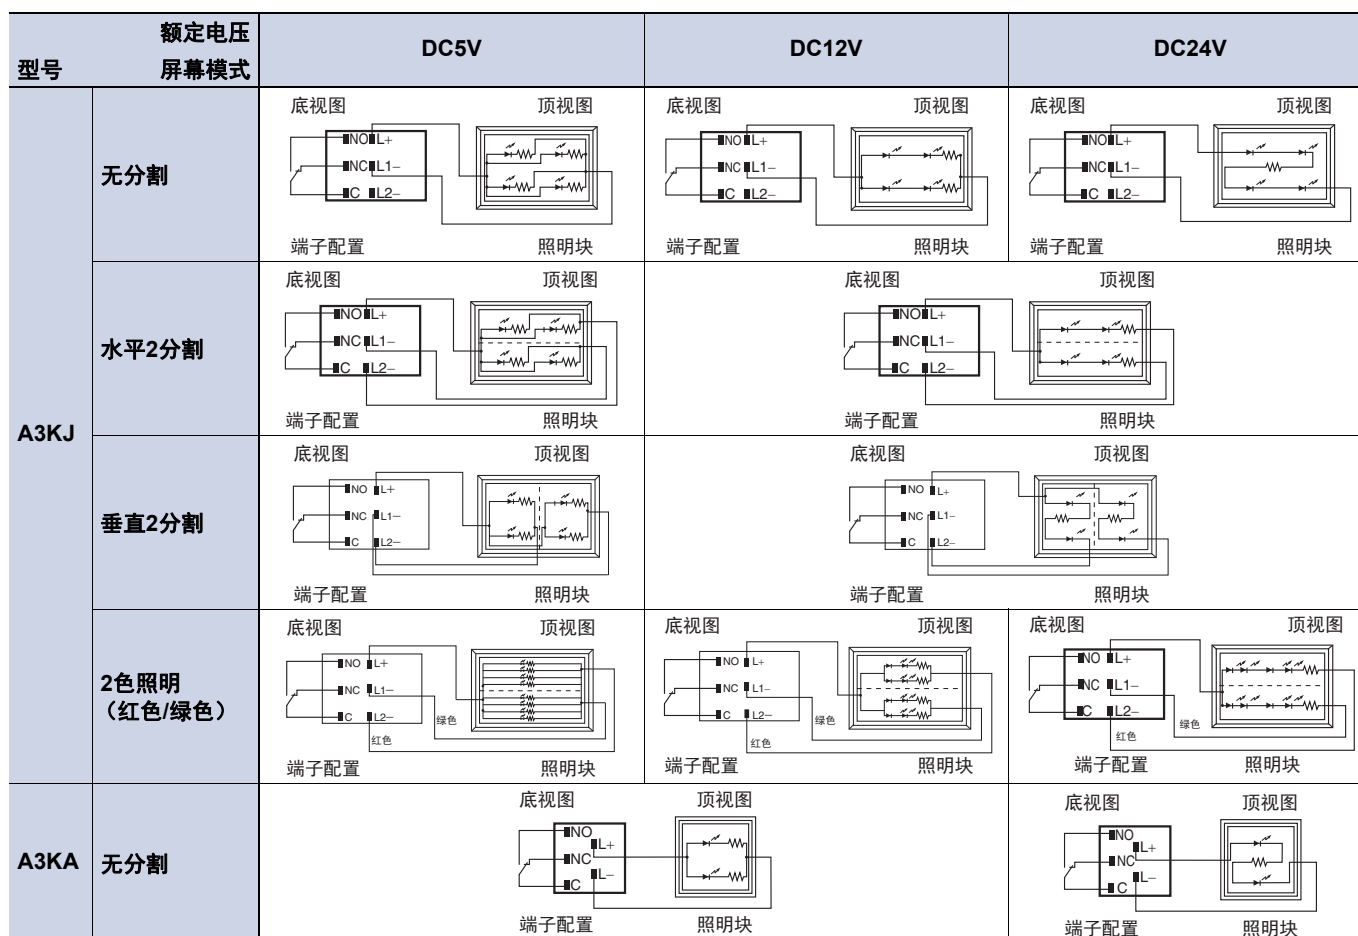 额定电压
屏幕模式
型号
DC5V
DC12V
DC24V
A3KJ
无分割
底视图 顶视图
NO L+
NC L1−
C L2−
端子配置 照明块
底视图 顶视图
NO L+
NC L1−
C L2−
端子配置 照明块
底视图 顶视图
NO L+
NC L1−
C L2−
端子配置 照明块
水平2分割
底视图 顶视图
NO L+
NC L1−
C L2−
端子配置 照明块
底视图 顶视图
NO L+
NC L1−
C L2−
端子配置 照明块
垂直2分割
底视图 顶视图
NO L+
NC L1−
C L2−
端子配置 照明块
底视图 顶视图
NO L+
NC L1−
C L2−
端子配置 照明块
2色照明
（红色/绿色）
底视图 顶视图
NO L+
NC L1−
C L2−
绿色
红色
端子配置 照明块
底视图 顶视图
NO L+
NC L1−
C L2−
绿色
红色
端子配置 照明块
底视图 顶视图
NO L+
NC L1−
C L2−
绿色
红色
端子配置 照明块
A3KA
无分割
底视图 顶视图
NO
L+
NC
L−
C
端子配置 照明块
底视图 顶视图
NO
L+
NC
L−
C
端子配置 照明块